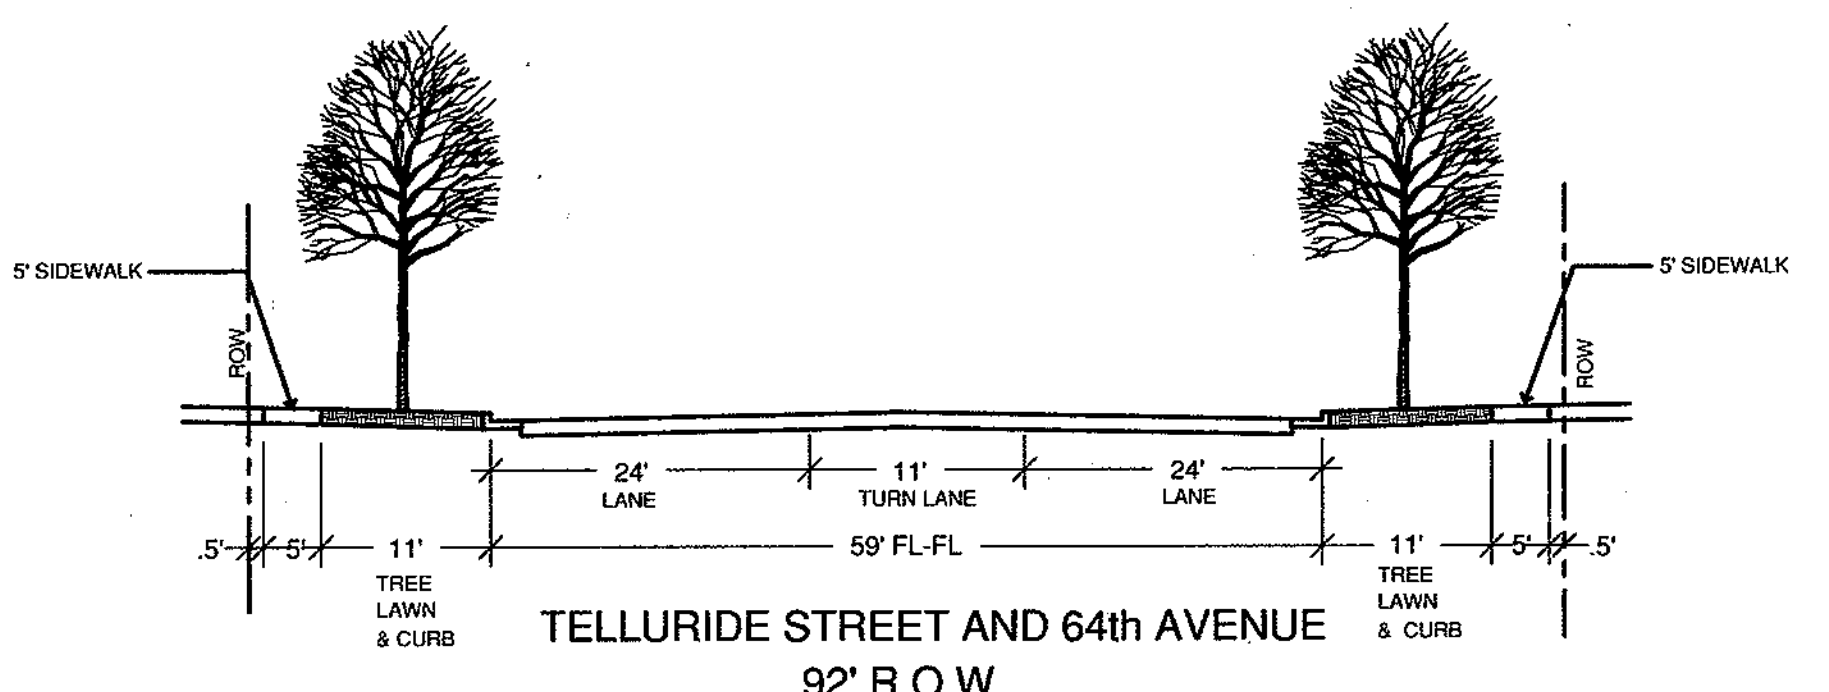 5' SIDEWALK
5' SIDEWALK
ROW
ROW
24'
LANE
11'
TURN LANE
24'
LANE
.5'
5'
11'
TREE
LAWN
& CURB
59' FL-FL
11'
TREE
LAWN
& CURB
5'
.5'
TELLURIDE STREET AND 64th AVENUE
92' R.O.W.